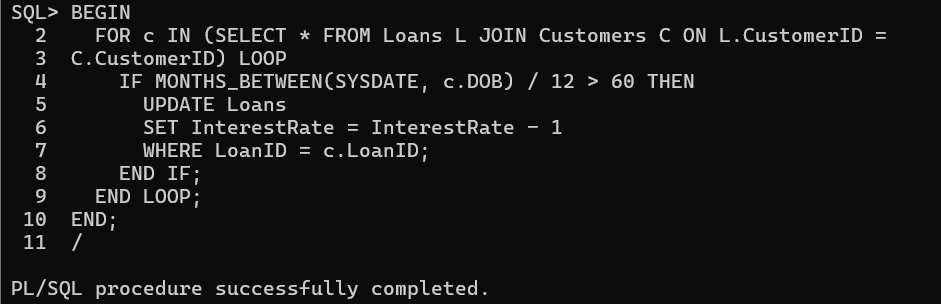 SQL> BEGIN
  2    FOR c IN (SELECT * FROM Loans L JOIN Customers C ON L.CustomerID =
  3  C.CustomerID) LOOP
  4      IF MONTHS_BETWEEN(SYSDATE, c.DOB) / 12 > 60 THEN
  5        UPDATE Loans
  6        SET InterestRate = InterestRate - 1
  7        WHERE LoanID = c.LoanID;
  8      END IF;
  9    END LOOP;
 10  END;
 11  /
PL/SQL procedure successfully completed.